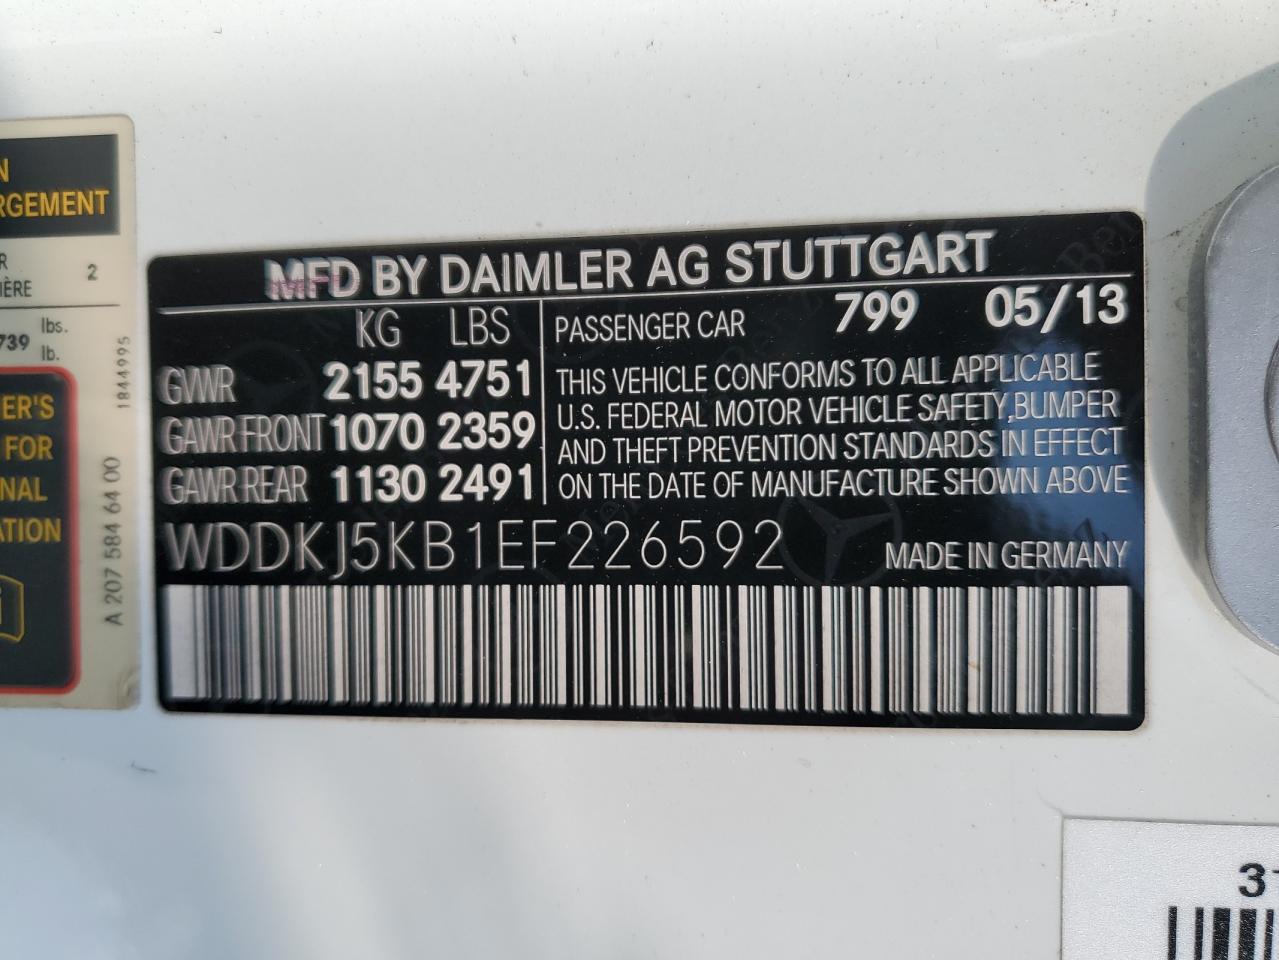 N
RGEMENT
R 2
IÈRE
739 lbs.
lb.
ER'S
FOR
NAL
ATION
1844995
A 207 584 64 00
MFD BY DAIMLER AG STUTTGART
KG LBS
GVWR 2155 4751
GAWR FRONT 1070 2359
GAWR REAR 1130 2491
PASSENGER CAR 799 05/13
THIS VEHICLE CONFORMS TO ALL APPLICABLE
U.S. FEDERAL MOTOR VEHICLE SAFETY,BUMPER
AND THEFT PREVENTION STANDARDS IN EFFECT
ON THE DATE OF MANUFACTURE SHOWN ABOVE
WDDKJ5KB1EF226592 MADE IN GERMANY
31